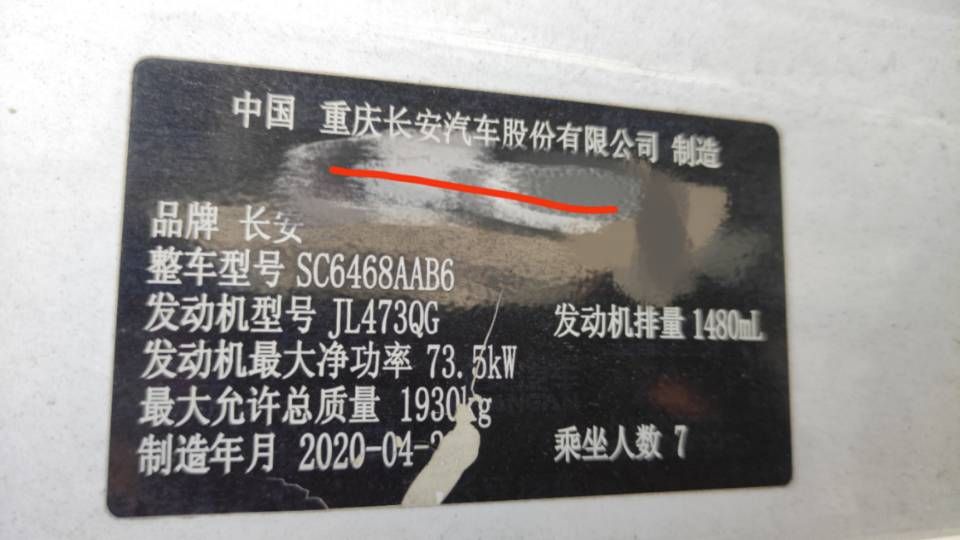 中国 重庆长安汽车股份有限公司 制造
品牌 长安
整车型号 SC6468AAB6
发动机型号 JL473QG 发动机排量 1480mL
发动机最大净功率 73.5kW
最大允许总质量 1930kg
制造年月 2020-04- 乘坐人数 7